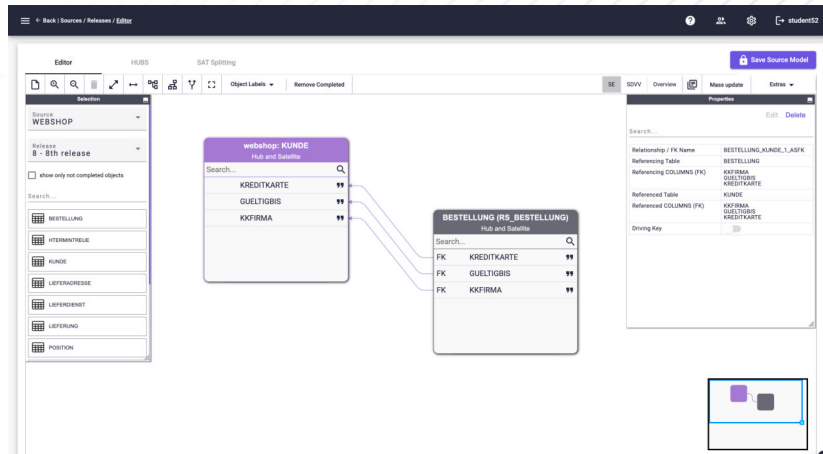 ← Back | Sources / Releases / Editor
student52
Editor HUBS SAT Splitting
Save Source Model
Object Labels Remove Completed
SE SDVV Overview Mass update Extras
Selection
Source
WEBSHOP
Release
8 - 8th release
show only not completed objects
Search...
BESTELLUNG
HTERMINTREUE
KUNDE
LIEFERADRESSE
LIEFERDIENST
LIEFERUNG
POSITION
webshop: KUNDE
Hub and Satellite
Search...
KREDITKARTE
GUELTIGBIS
KKFIRMA
BESTELLUNG (RS_BESTELLUNG)
Hub and Satellite
Search...
FK KREDITKARTE
FK GUELTIGBIS
FK KKFIRMA
Properties
Edit Delete
Search...
Relationship / FK Name BESTELLUNG_KUNDE_1_ASFK
Referencing Table BESTELLUNG
Referencing COLUMNS (FK) KKFIRMA
GUELTIGBIS
KREDITKARTE
Referenced Table KUNDE
Referenced COLUMNS (FK) KKFIRMA
GUELTIGBIS
KREDITKARTE
Driving Key